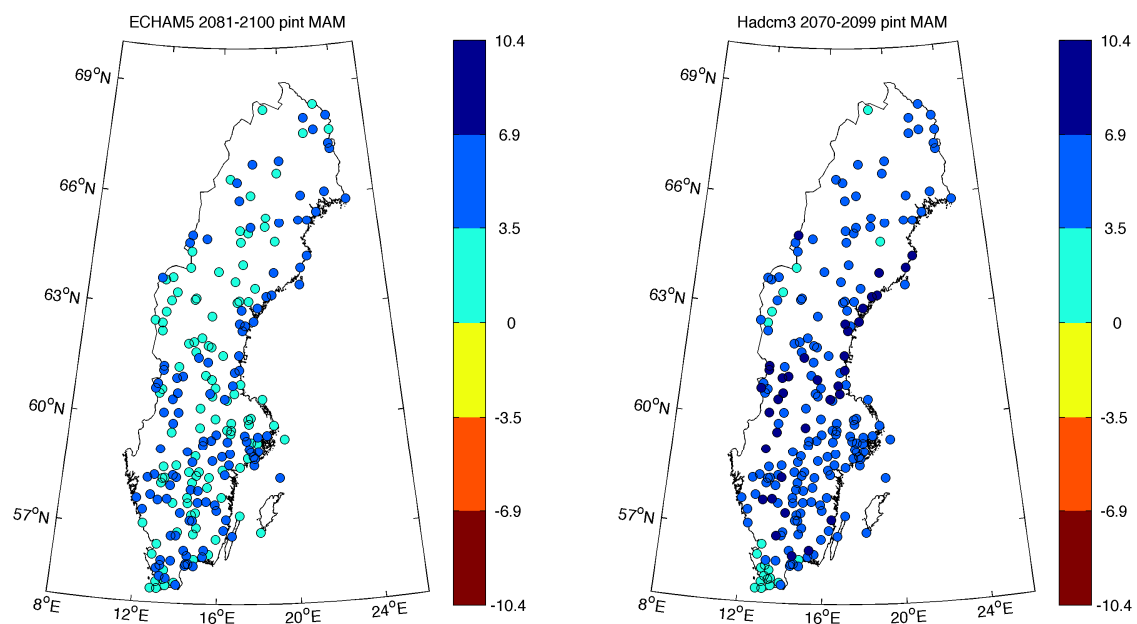 ECHAM5 2081-2100 pint MAM
69°N
66°N
63°N
60°N
57°N
8°E
12°E
16°E
20°E
24°E
10.4
6.9
3.5
0
-3.5
-6.9
-10.4
Hadcm3 2070-2099 pint MAM
69°N
66°N
63°N
60°N
57°N
8°E
12°E
16°E
20°E
24°E
10.4
6.9
3.5
0
-3.5
-6.9
-10.4